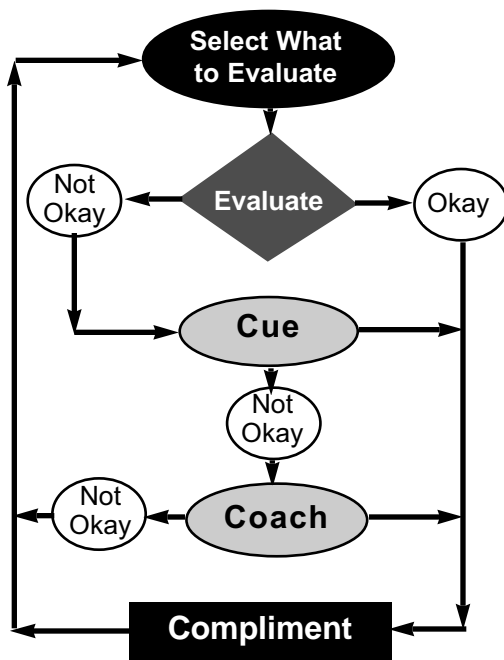 Select What
to Evaluate
Not
Okay
Evaluate
Okay
Cue
Not
Okay
Not
Okay
Coach
Compliment